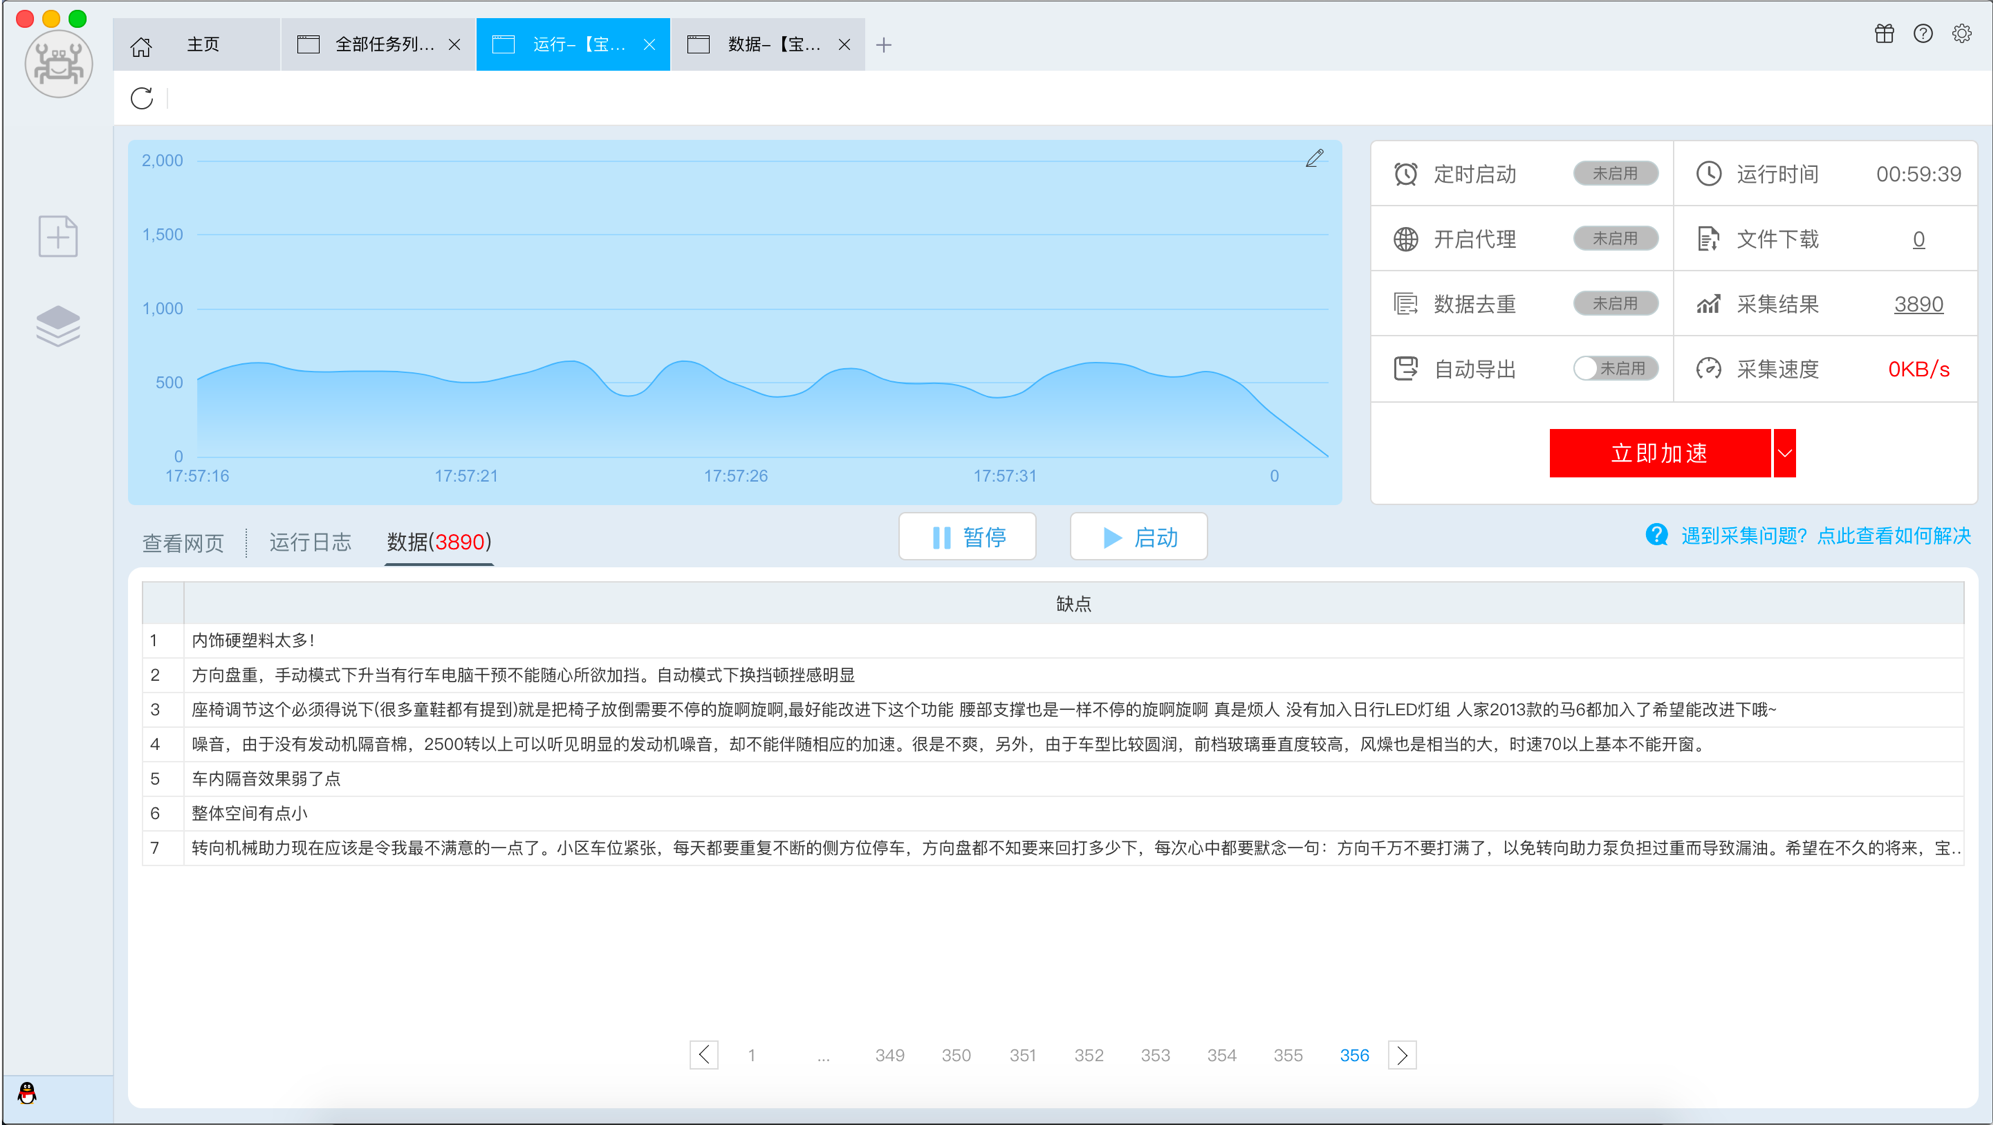 主页
全部任务列...
运行-【宝...
数据-【宝...
2,000
1,500
1,000
500
0
17:57:16 17:57:21 17:57:26 17:57:31 0
定时启动 未启用 运行时间 00:59:39
开启代理 未启用 文件下载 0
数据去重 未启用 采集结果 3890
自动导出 未启用 采集速度 0KB/s
立即加速
查看网页 运行日志 数据(3890) 暂停 启动 遇到采集问题? 点此查看如何解决
缺点
1 内饰硬塑料太多!
2 方向盘重，手动模式下升当有行车电脑干预不能随心所欲加挡。自动模式下换挡顿挫感明显
3 座椅调节这个必须得说下(很多童鞋都有提到)就是把椅子放倒需要不停的旋啊旋啊,最好能改进下这个功能 腰部支撑也是一样不停的旋啊旋啊 真是烦人 没有加入日行LED灯组 人家2013款的马6都加入了希望能改进下哦~
4 噪音，由于没有发动机隔音棉，2500转以上可以听见明显的发动机噪音，却不能伴随相应的加速。很是不爽，另外，由于车型比较圆润，前档玻璃垂直度较高，风燥也是相当的大，时速70以上基本不能开窗。
5 车内隔音效果弱了点
6 整体空间有点小
7 转向机械助力现在应该是令我最不满意的一点了。小区车位紧张，每天都要重复不断的侧方位停车，方向盘都不知要来回打多少下，每次心中都要默念一句：方向千万不要打满了，以免转向助力泵负担过重而导致漏油。希望在不久的将来，宝..
1 ... 349 350 351 352 353 354 355 356